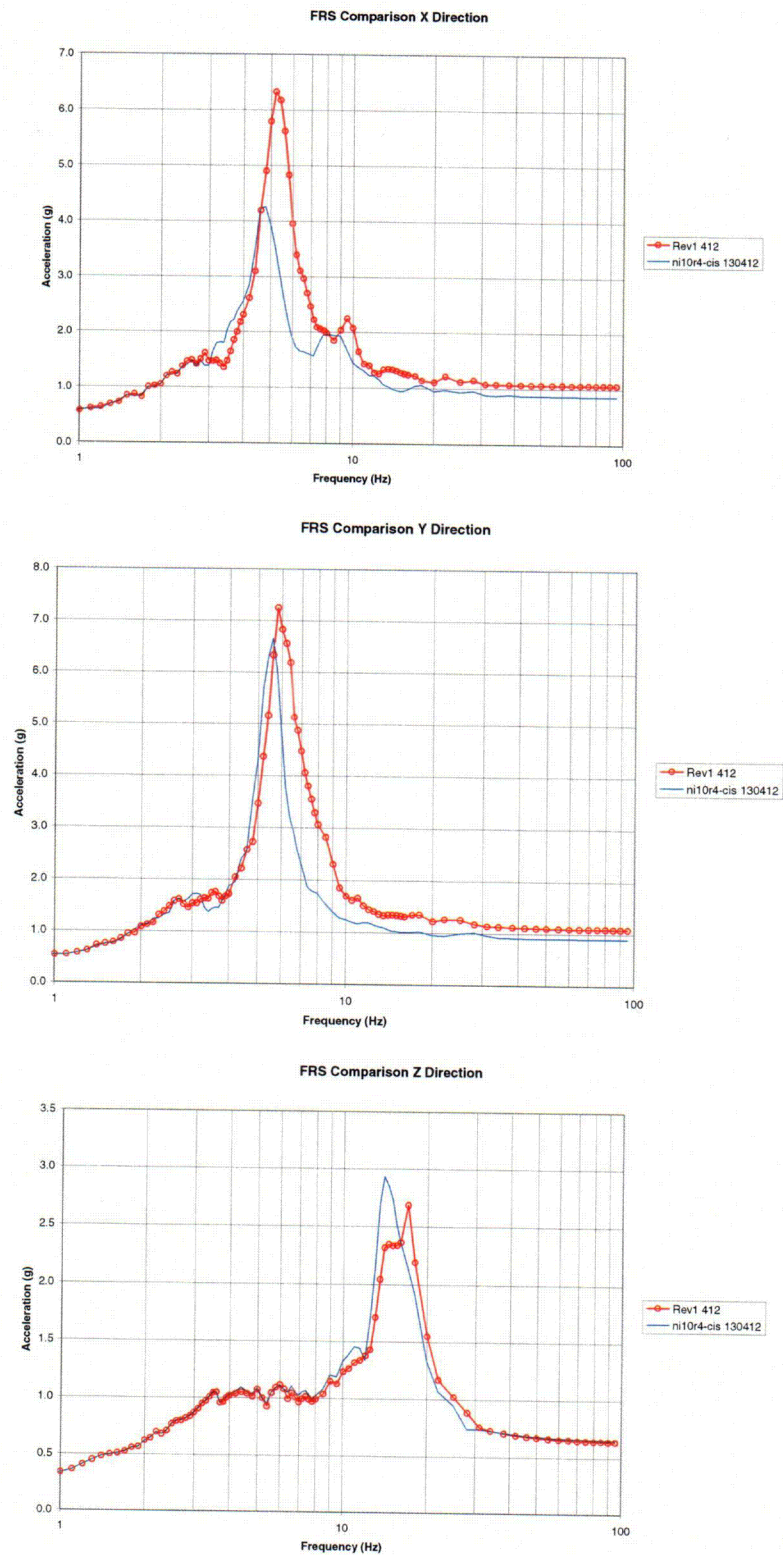 FRS Comparison X Direction
7.0
6.0
5.0
4.0
3.0
2.0
1.0
0.0
Acceleration (g)
1
10
100
Frequency (Hz)
Rev1 412
ni10r4-cis 130412
FRS Comparison Y Direction
8.0
7.0
6.0
5.0
4.0
3.0
2.0
1.0
0.0
Acceleration (g)
1
10
100
Frequency (Hz)
Rev1 412
ni10r4-cis 130412
FRS Comparison Z Direction
3.5
3.0
2.5
2.0
1.5
1.0
0.5
0.0
Acceleration (g)
1
10
100
Frequency (Hz)
Rev1 412
ni10r4-cis 130412